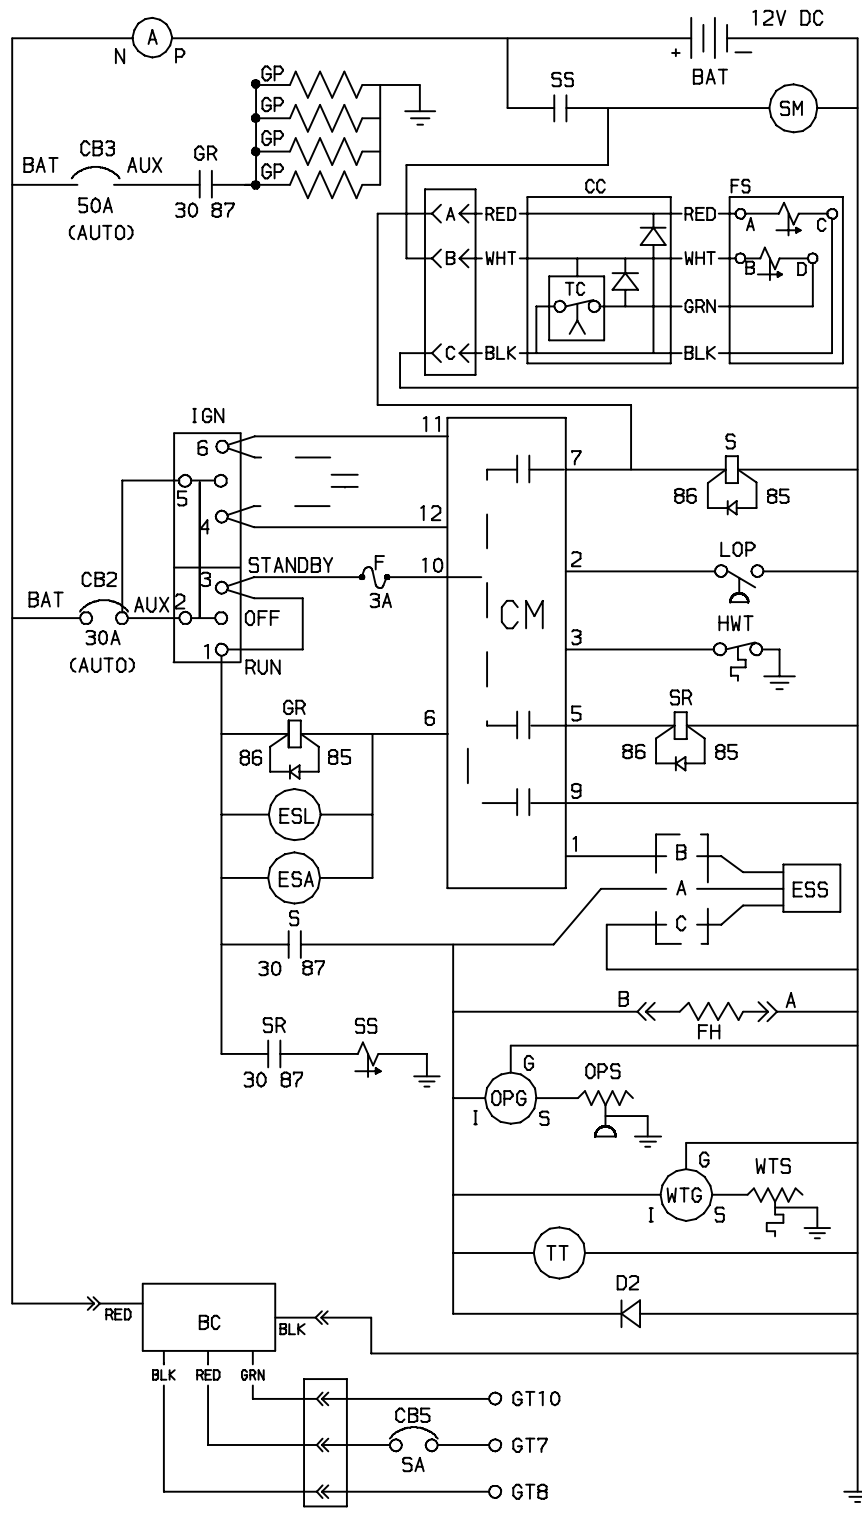 12V DC
A
N P
+ −
BAT
SS
SM
GP
GP
GP
GP
CB3
BAT AUX
50A
(AUTO)
GR
30 87
CC
FS
A RED RED A C
B WHT WHT B D
TC
GRN
C BLK BLK
IGN
6
5
4
3
2
1
STANDBY
OFF
RUN
CB2
BAT AUX
30A
(AUTO)
F
3A
11
12
10
6
CM
7
2
3
5
9
1
S
86 85
LOP
HWT
SR
86 85
GR
86 85
ESL
ESA
S
30 87
B
A
C
ESS
B A
FH
SR
30 87
SS
G
OPG
I S
OPS
G
WTG
I S
WTS
TT
D2
RED
BC
BLK
BLK RED GRN
GT10
CB5
GT7
5A
GT8